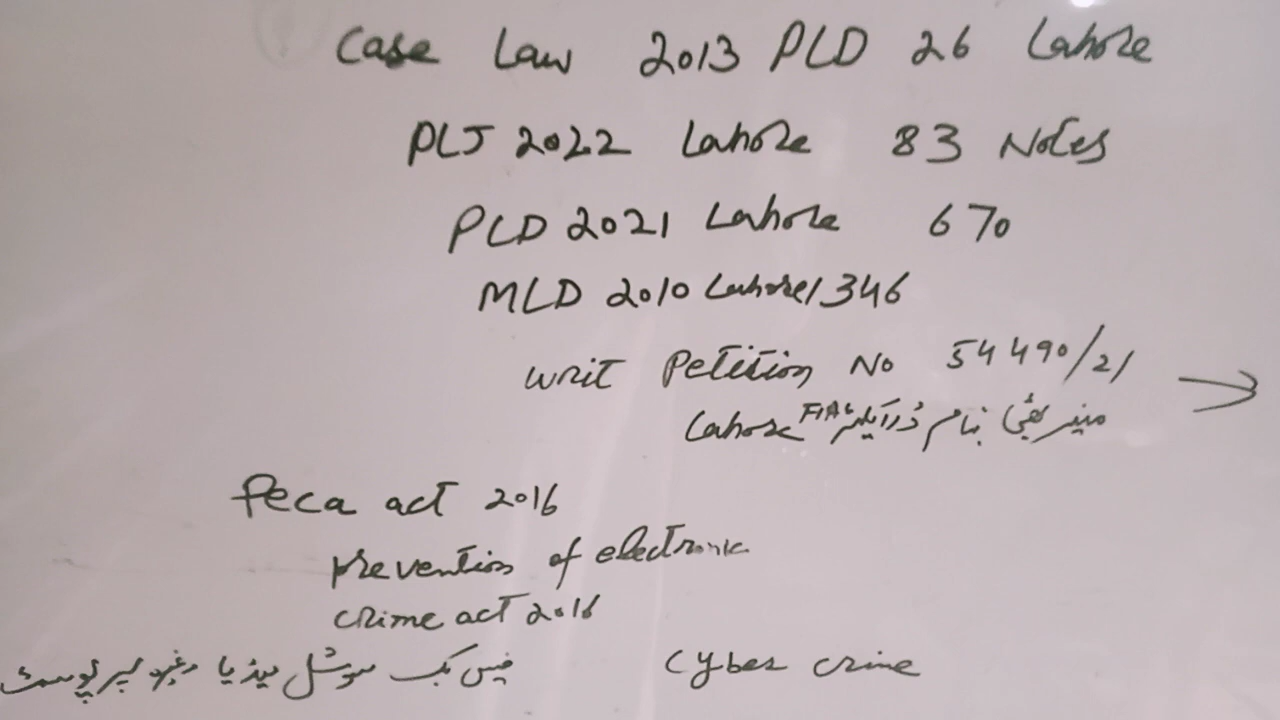 Case Law 2013 PLD 26 Lahore
PLJ 2022 Lahore 83 Notes
PLD 2021 Lahore 670
MLD 2010 Lahore 1346
Writ Petition No 54490/21
منیر بھٹی بنام ڈائریکٹر FIA Lahore
Peca act 2016
prevention of electronic
crime act 2016
Cyber crime
فیس بک سوشل میڈیا وغیرہ پر پوسٹ